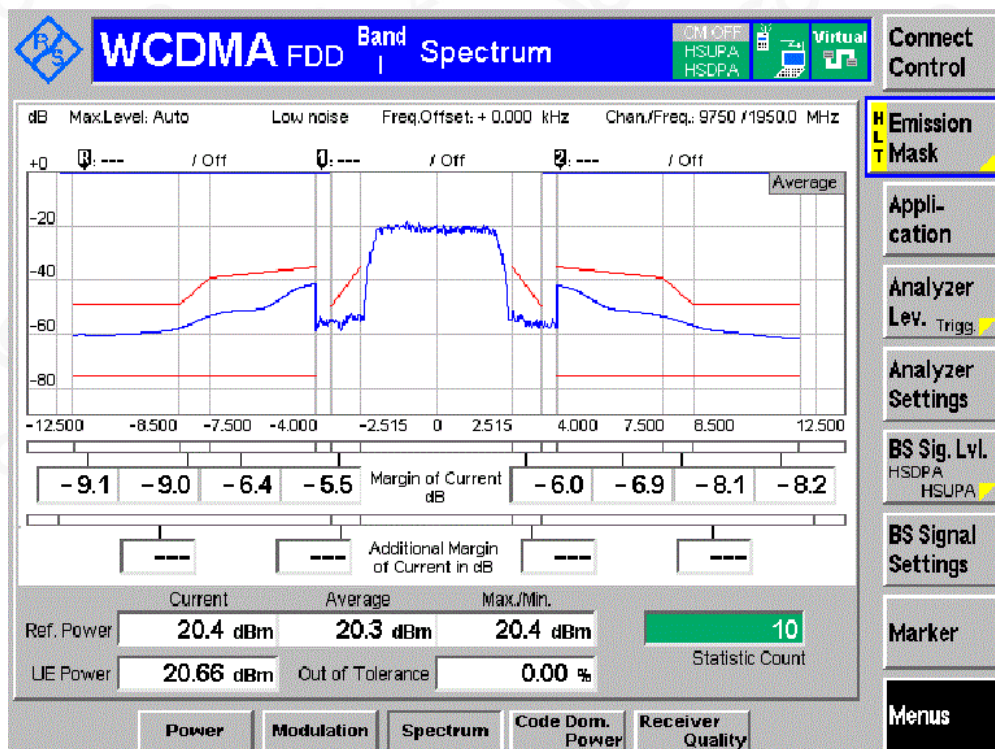 R/S
WCDMA FDD Band I Spectrum
CM OFF
HSUPA
HSDPA
Virtual
Connect Control
dB Max.Level: Auto Low noise Freq.Offset: + 0.000 kHz Chan./Freq.: 9750 / 1950.0 MHz
HLT
Emission Mask
R: --- / Off 1: --- / Off 2: --- / Off
+0
Average
-20
-40
-60
-80
-12.500 -8.500 -7.500 -4.000 -2.515 0 2.515 4.000 7.500 8.500 12.500
Appli-
cation
Analyzer
Lev. Trigg.
Analyzer
Settings
BS Sig. Lvl.
HSDPA
HSUPA
BS Signal
Settings
Marker
Menus
-9.1 -9.0 -6.4 -5.5 Margin of Current dB -6.0 -6.9 -8.1 -8.2
--- --- Additional Margin of Current in dB --- ---
Current Average Max./Min.
Ref. Power 20.4 dBm 20.3 dBm 20.4 dBm 10
Statistic Count
UE Power 20.66 dBm Out of Tolerance 0.00 %
Power Modulation Spectrum Code Dom. Power Receiver Quality